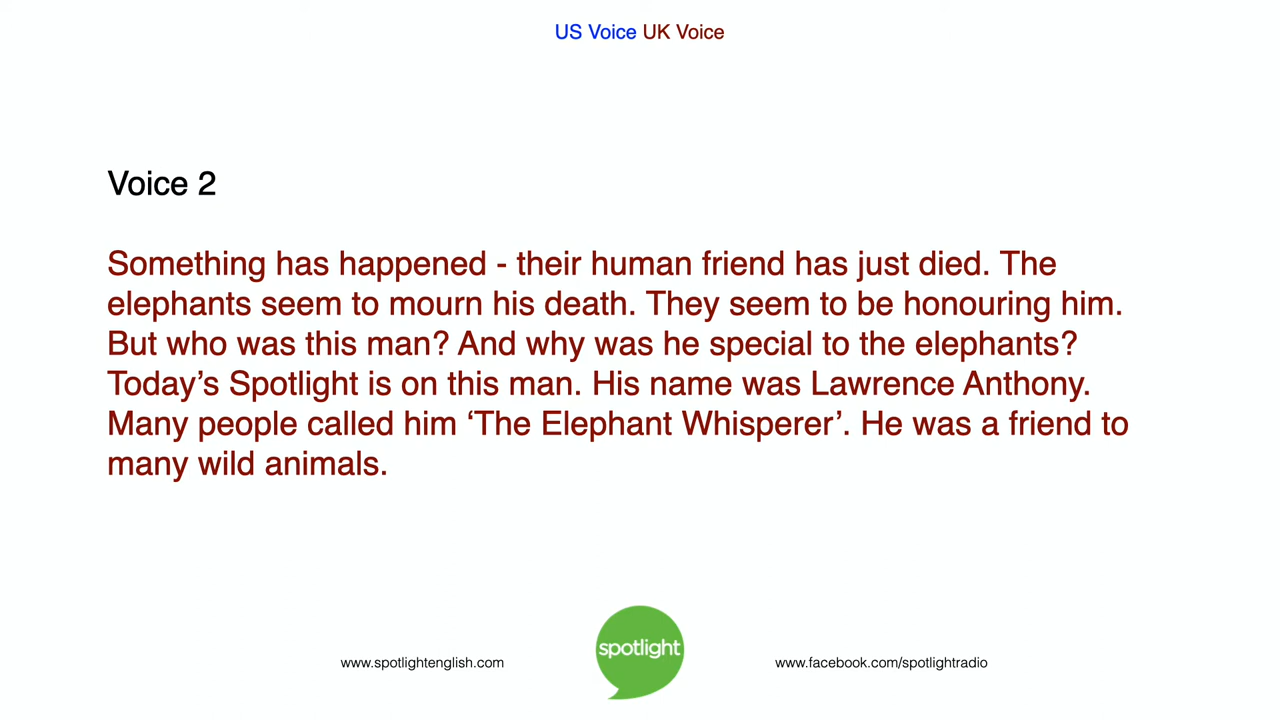 US Voice UK Voice
Voice 2
Something has happened - their human friend has just died. The
elephants seem to mourn his death. They seem to be honouring him.
But who was this man? And why was he special to the elephants?
Today’s Spotlight is on this man. His name was Lawrence Anthony.
Many people called him ‘The Elephant Whisperer’. He was a friend to
many wild animals.
www.spotlightenglish.com
spotlight
www.facebook.com/spotlightradio